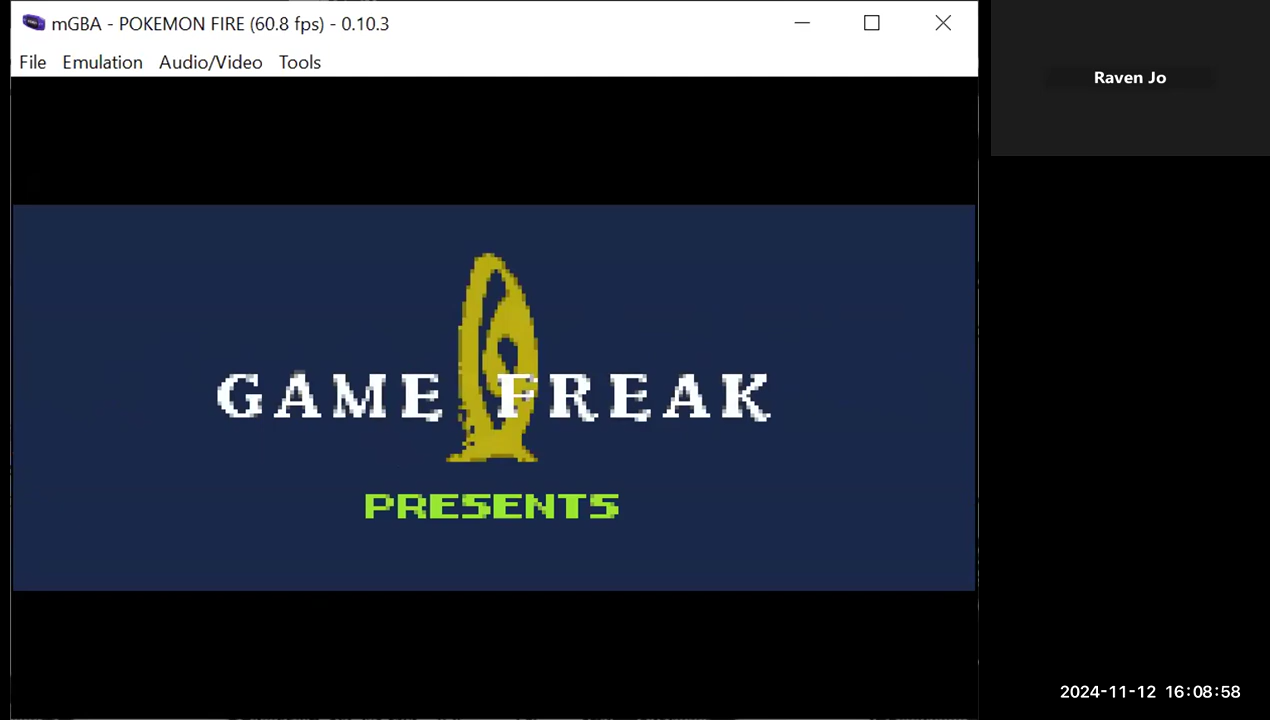 mGBA - POKEMON FIRE (60.8 fps) - 0.10.3
File Emulation Audio/Video Tools
Raven Jo
GAME FREAK
PRESENTS
2024-11-12 16:08:58